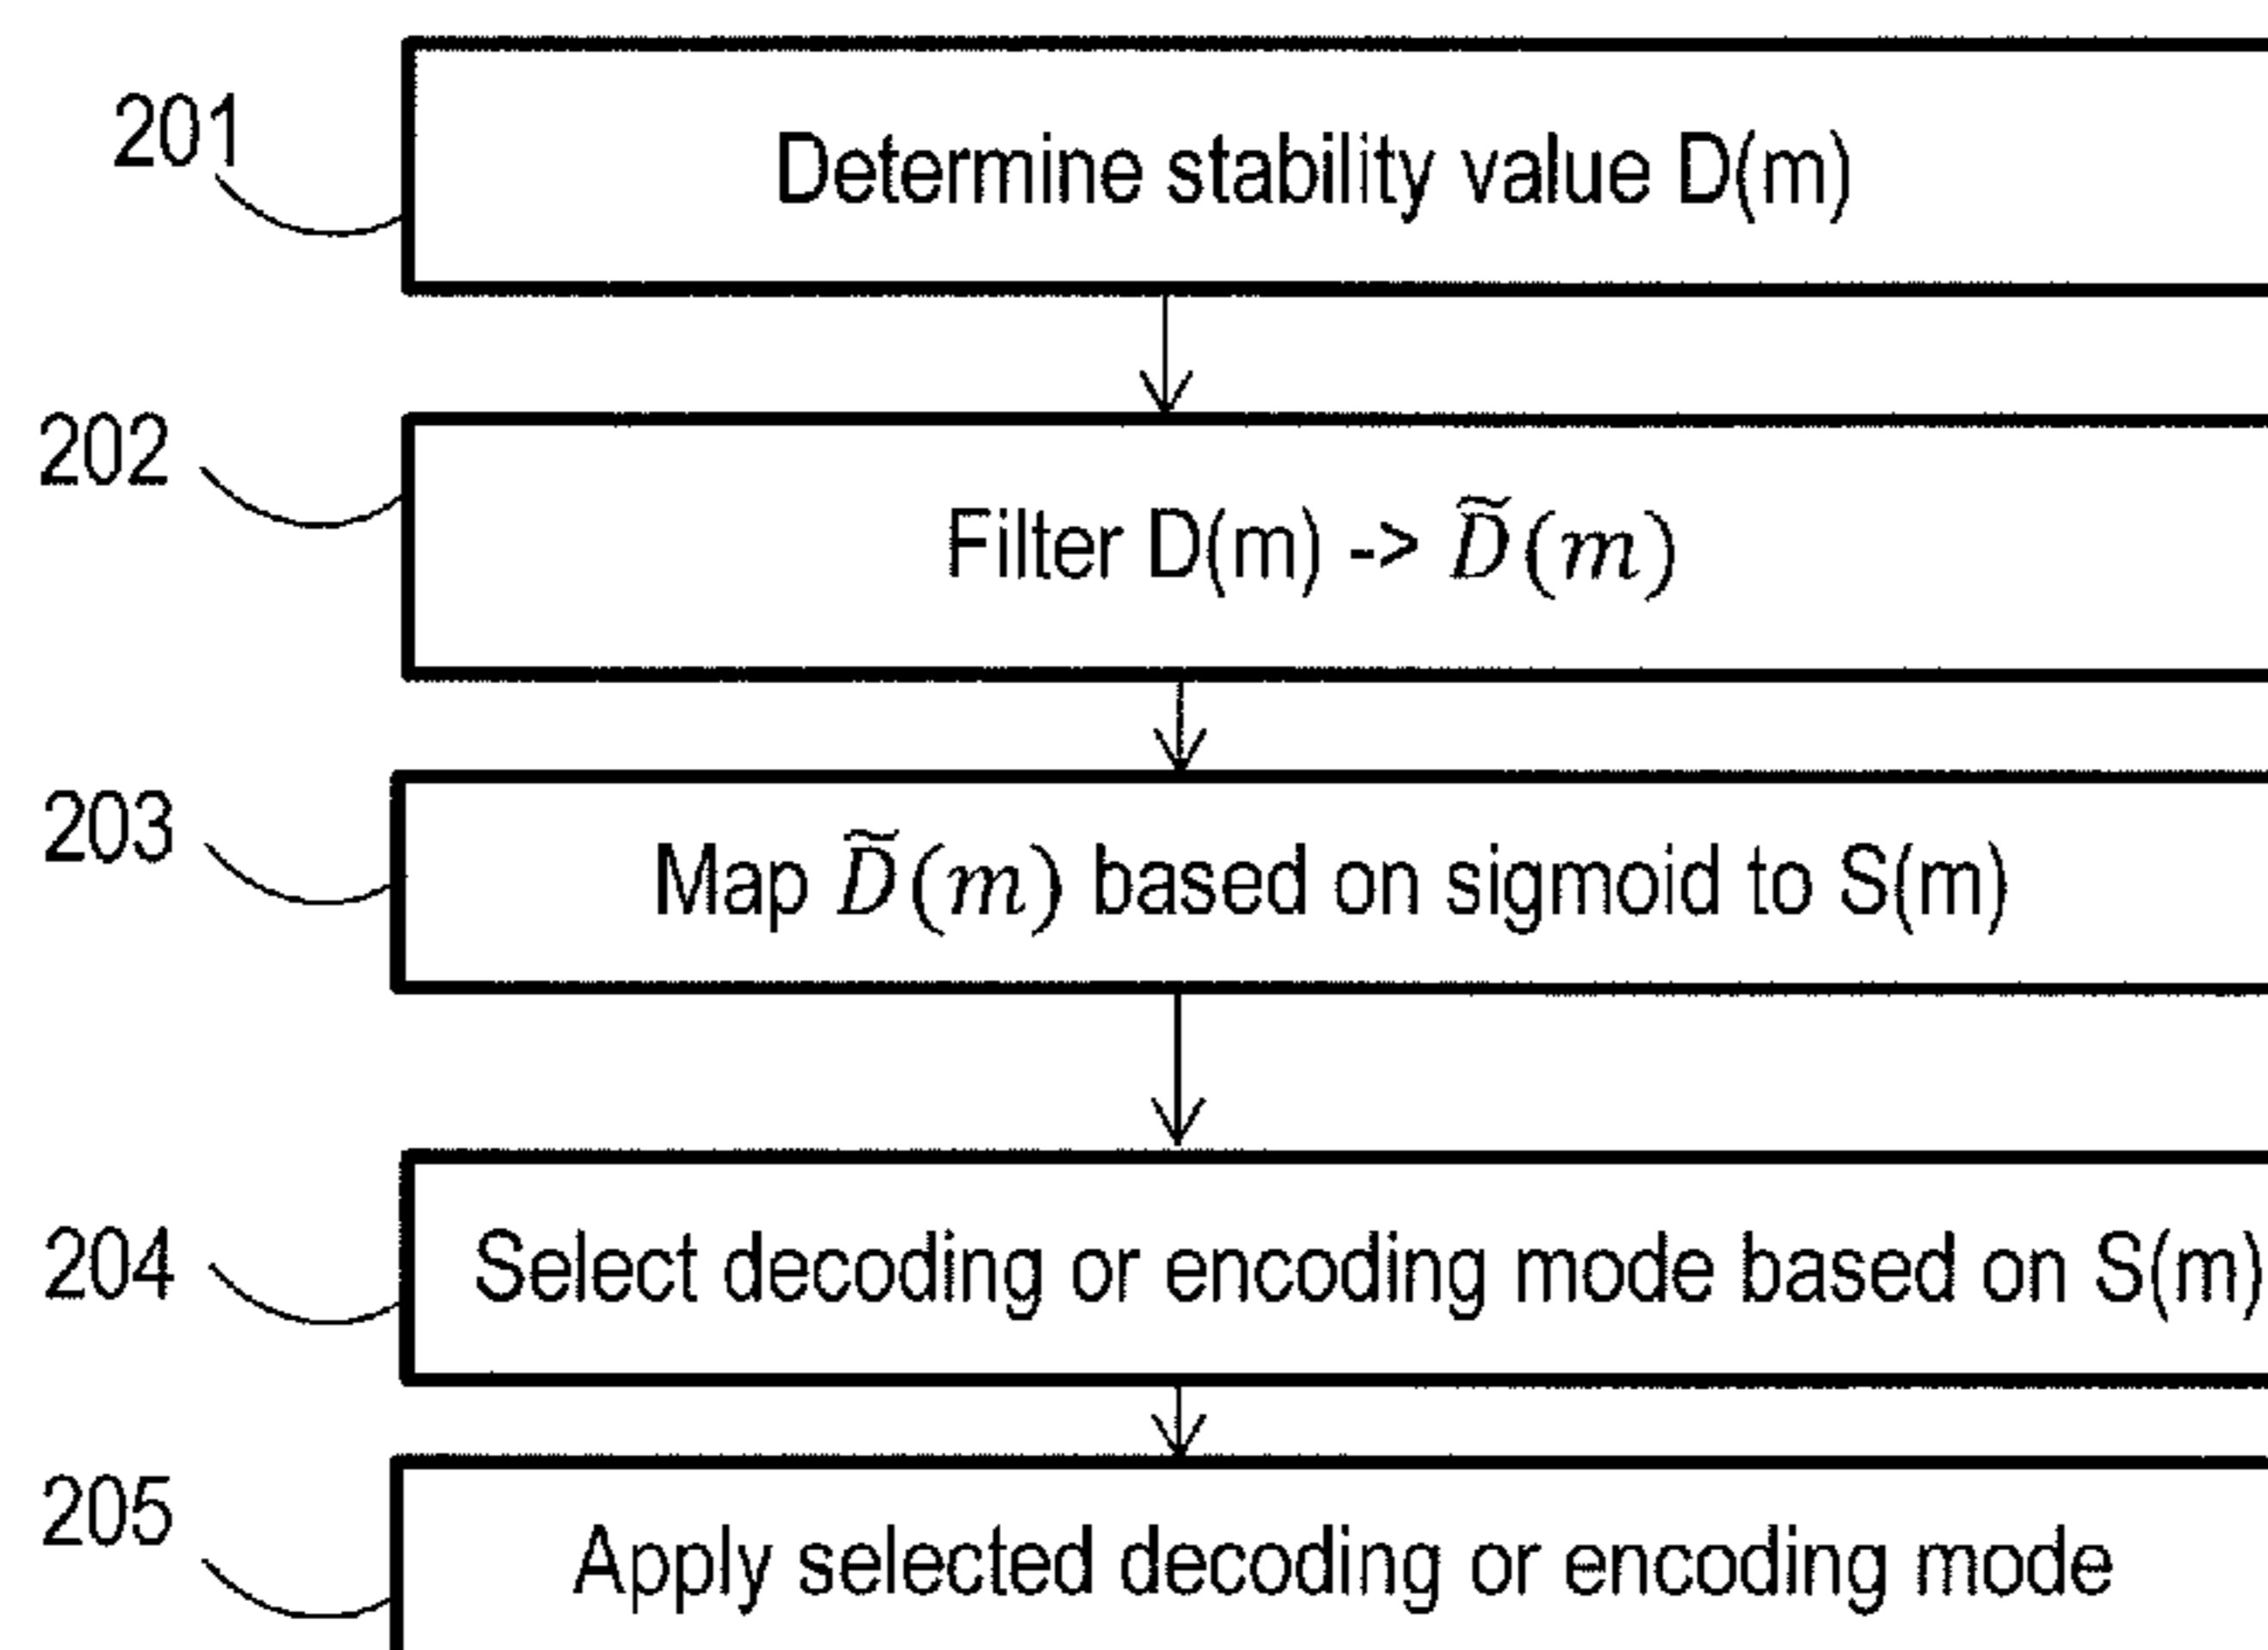 201
Determine stability value D(m)
202
Filter D(m) -> D̃(m)
203
Map D̃(m) based on sigmoid to S(m)
204
Select decoding or encoding mode based on S(m)
205
Apply selected decoding or encoding mode